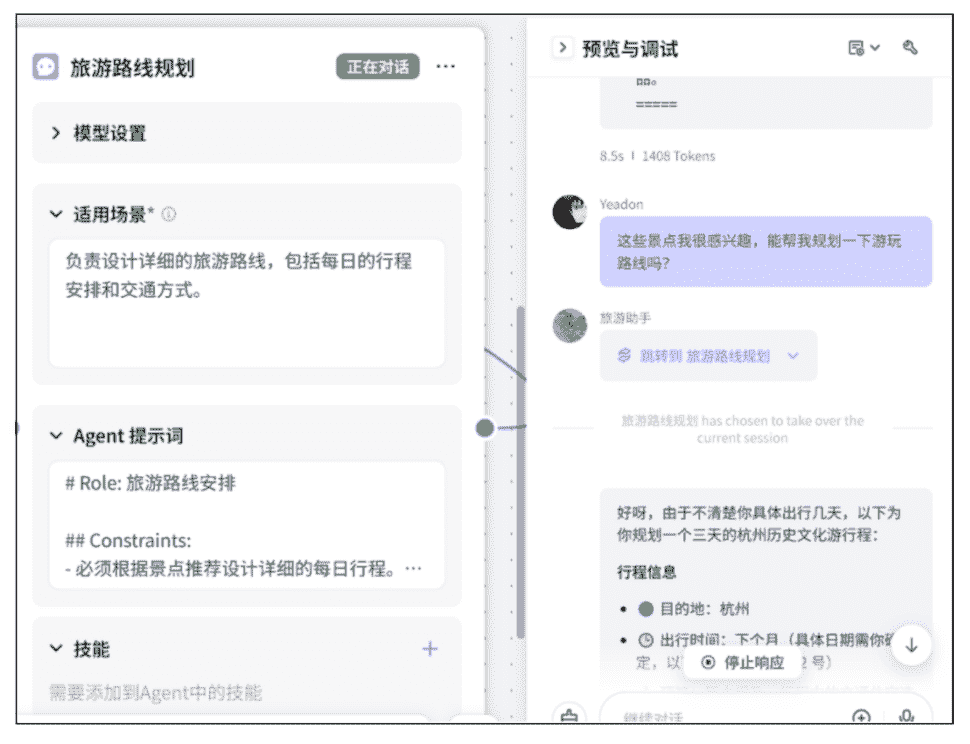 旅游路线规划
正在对话
模型设置
适用场景*
负责设计详细的旅游路线，包括每日的行程
安排和交通方式。
Agent 提示词
# Role: 旅游路线安排
## Constraints:
- 必须根据景点推荐设计详细的每日行程。…
技能
需要添加到Agent中的技能
预览与调试
=====
8.5s | 1408 Tokens
Yeadon
这些景点我很感兴趣，能帮我规划一下游玩
路线吗？
旅游助手
跳转到 旅游路线规划
旅游路线规划 has chosen to take over the
current session
好呀，由于不清楚你具体出行几天，以下为
你规划一个三天的杭州历史文化游行程：
行程信息
• 目的地：杭州
• 出行时间：下个月（具体日期需你确
定，以
停止响应
2 号）
继续对话